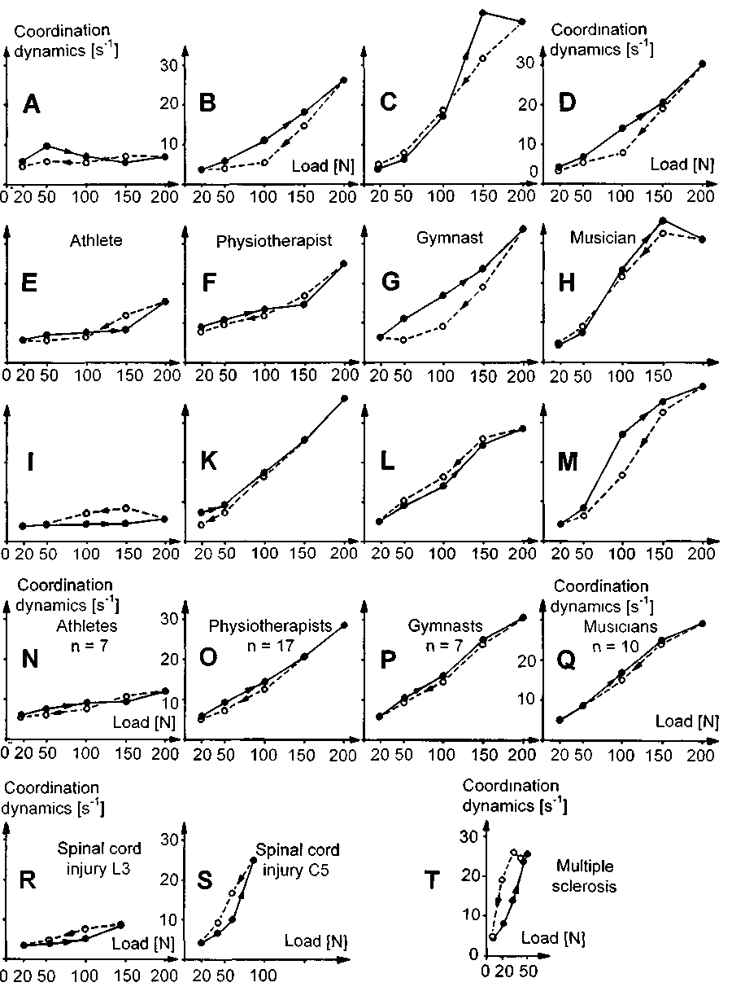 Coordination
dynamics [s-1]
Coordination
dynamics [s-1]
A
30
20
10
B
Load [N]
C
30
20
10
0
D
Load [N]
0 20 50 100 150 200
20 50 100 150 200
20 50 100 150 200
20 50 100 150 200
Athlete
Physiotherapist
Gymnast
Musician
E
F
G
H
0 20 50 100 150 200
20 50 100 150 200
20 50 100 150 200
20 50 100 150 200
I
K
L
M
0 20 50 100 150 200
20 50 100 150 200
20 50 100 150 200
20 50 100 150 200
Coordination
dynamics [s-1]
Athletes
n = 7
N
Load [N]
30
20
10
Physiotherapists
n = 17
O
Gymnasts
n = 7
P
Coordination
dynamics [s-1]
Musicians
n = 10
30
20
10
Q
Load [N]
0 20 50 100 150 200
20 50 100 150 200
20 50 100 150 200
20 50 100 150 200
Coordination
dynamics [s-1]
Spinal cord
injury L3
R
Load [N]
0 20 50 100 150 200
30
20
10
Spinal cord
injury C5
S
Load [N]
20 50 100
Coordination
dynamics [s-1]
30
20
10
0
T
Multiple
sclerosis
Load [N]
0 20 50